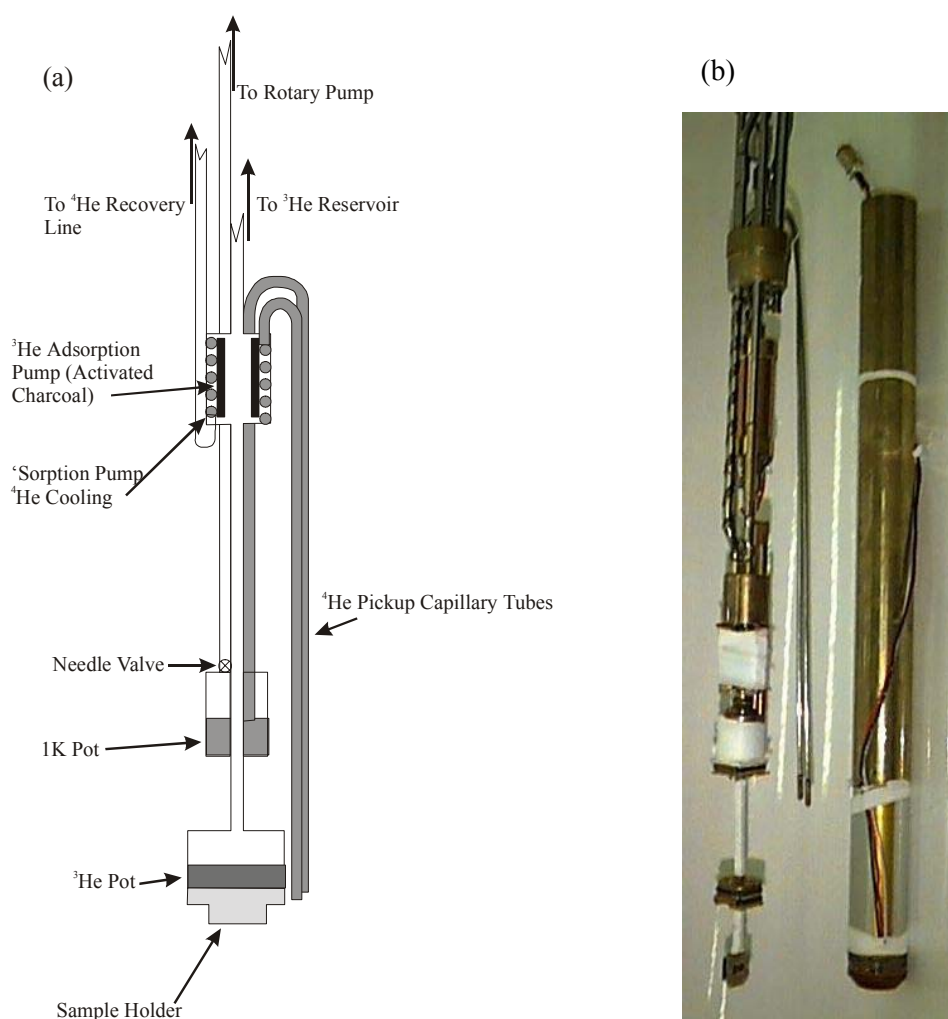 (a)
(b)
To Rotary Pump
To ⁴He Recovery
Line
To ³He Reservoir
³He Adsorption
Pump (Activated
Charcoal)
‘Sorption Pump
⁴He Cooling
⁴He Pickup Capillary Tubes
Needle Valve
1K Pot
³He Pot
Sample Holder